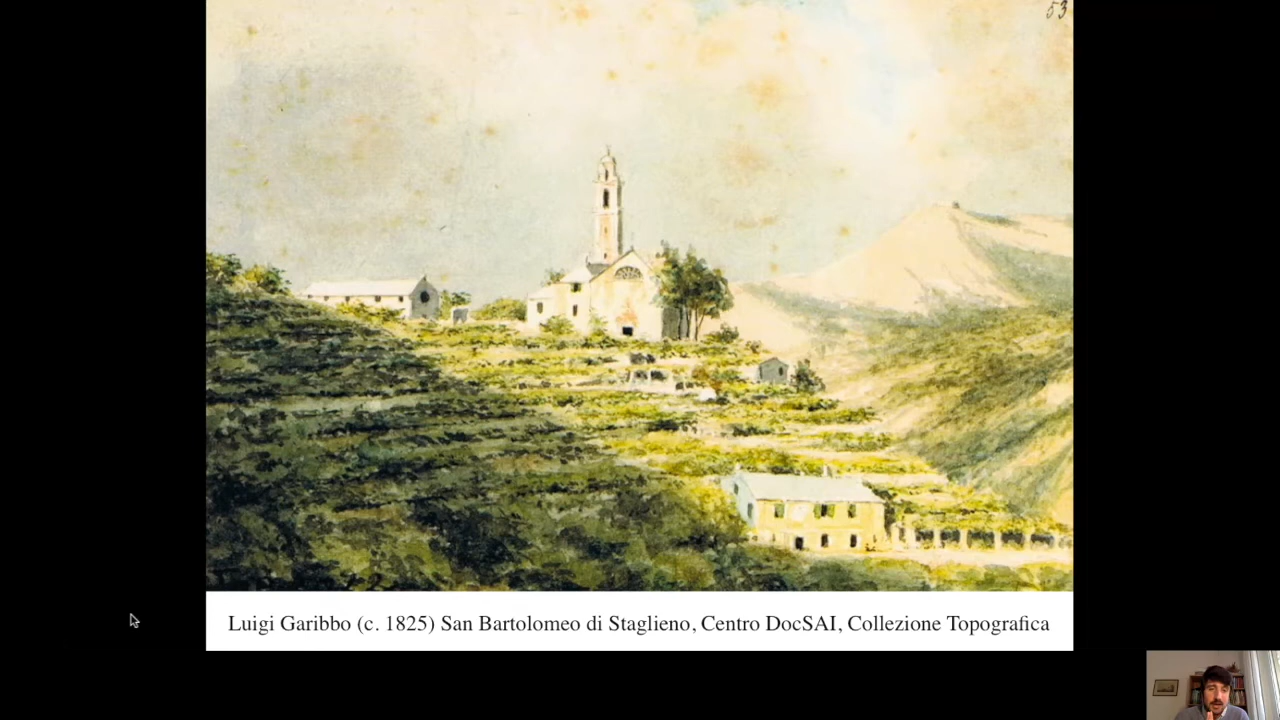 53
Luigi Garibbo (c. 1825) San Bartolomeo di Staglieno, Centro DocSAI, Collezione Topografica